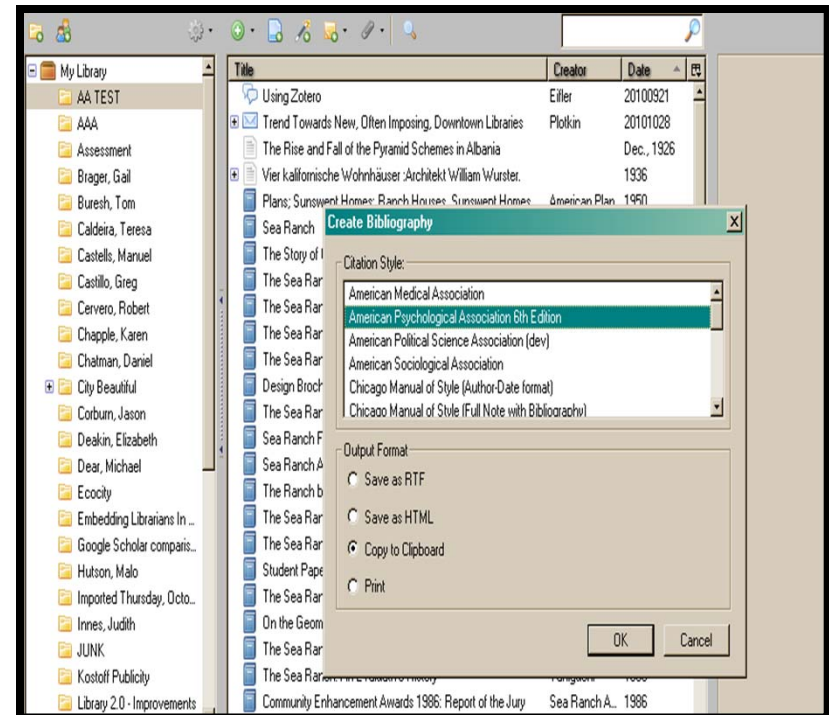 My Library
AA TEST
AAA
Assessment
Brager, Gail
Buresh, Tom
Caldeira, Teresa
Castells, Manuel
Castillo, Greg
Cervero, Robert
Chapple, Karen
Chatman, Daniel
City Beautiful
Corburn, Jason
Deakin, Elizabeth
Dear, Michael
Ecocity
Embedding Librarians In ...
Google Scholar comparis...
Hutson, Malo
Imported Thursday, Octo...
Innes, Judith
JUNK
Kostoff Publicity
Library 2.0 - Improvements
Title Creator Date
Using Zotero Eifler 20100921
Trend Towards New, Often Imposing, Downtown Libraries Plotkin 20101028
The Rise and Fall of the Pyramid Schemes in Albania Dec., 1926
Vier kalifornische Wohnhäuser :Architekt William Wurster. 1936
Plans; Sunswept Homes; Ranch Houses, Sunswept Homes American Plan 1950
Sea Ranch
The Story of
The Sea Ran
The Sea Ran
The Sea Ran
The Sea Ran
Design Broch
The Sea Ran
Sea Ranch F
Sea Ranch A
The Ranch b
The Sea Ran
The Sea Ran
Student Pape
The Sea Ran
On the Geom
The Sea Ran
The Sea Ran
Community Enhancement Awards 1986: Report of the Jury Sea Ranch A... 1986
Create Bibliography
Citation Style:
American Medical Association
American Psychological Association 6th Edition
American Political Science Association (dev)
American Sociological Association
Chicago Manual of Style (Author-Date format)
Chicago Manual of Style (Full Note with Bibliography)
Output Format
Save as RTF
Save as HTML
Copy to Clipboard
Print
OK Cancel